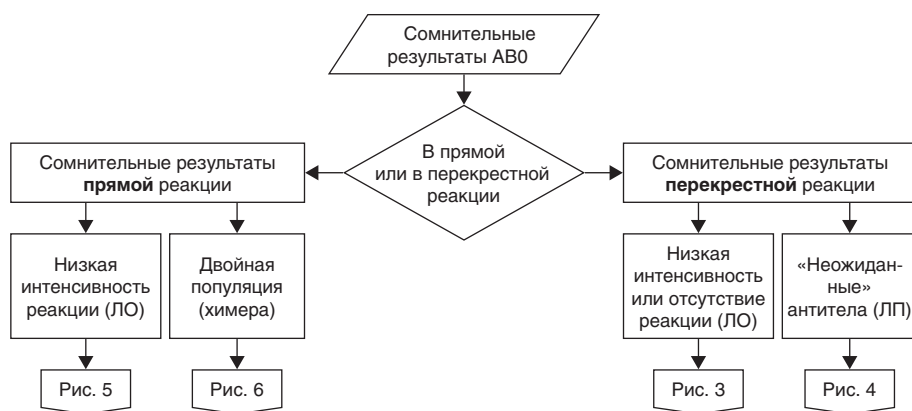 Сомнительные
результаты АВ0
В прямой
или в перекрестной
реакции
Сомнительные результаты
прямой реакции
Сомнительные результаты
перекрестной реакции
Низкая
интенсивность
реакции (ЛО)
Двойная
популяция
(химера)
Низкая
интенсивность
или отсутствие
реакции (ЛО)
«Неожидан-
ные»
антитела (ЛП)
Рис. 5
Рис. 6
Рис. 3
Рис. 4